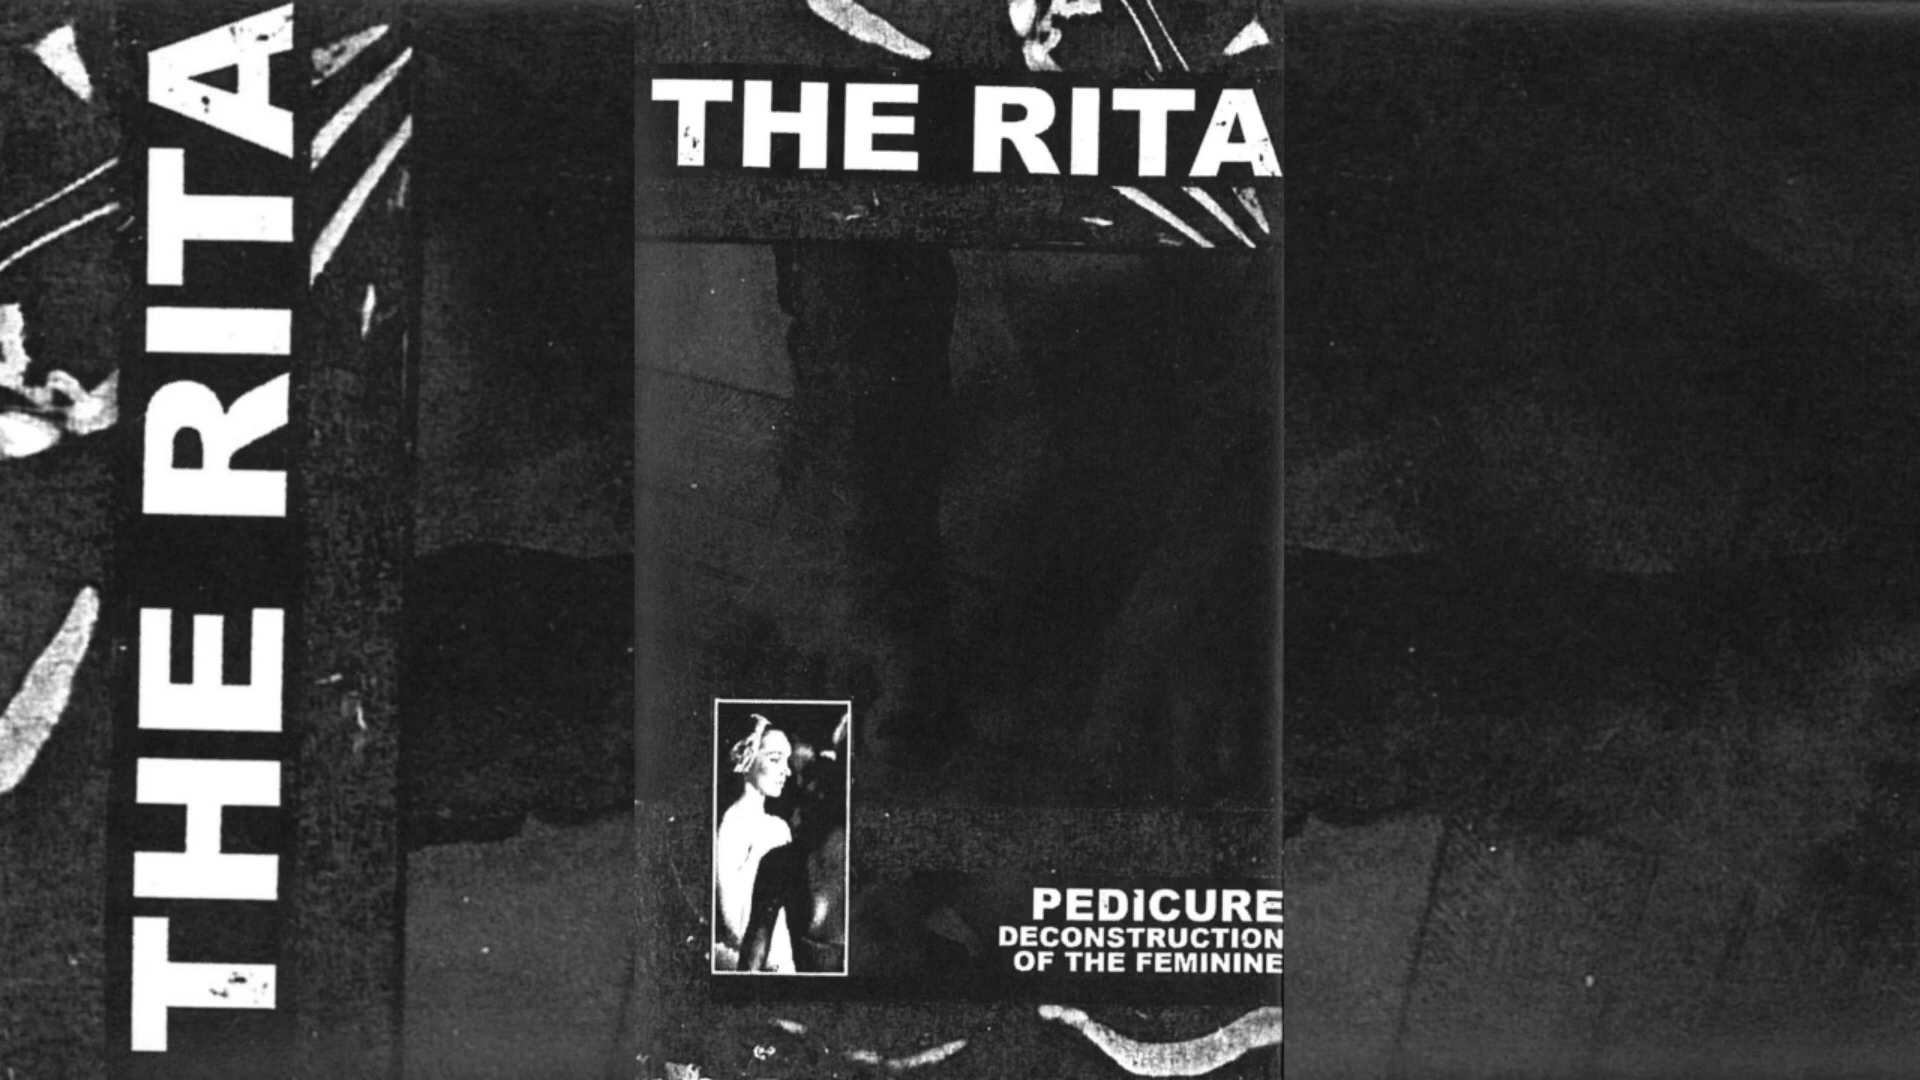 THE RITA
THE RITA
PEDICURE
DECONSTRUCTION
OF THE FEMININE